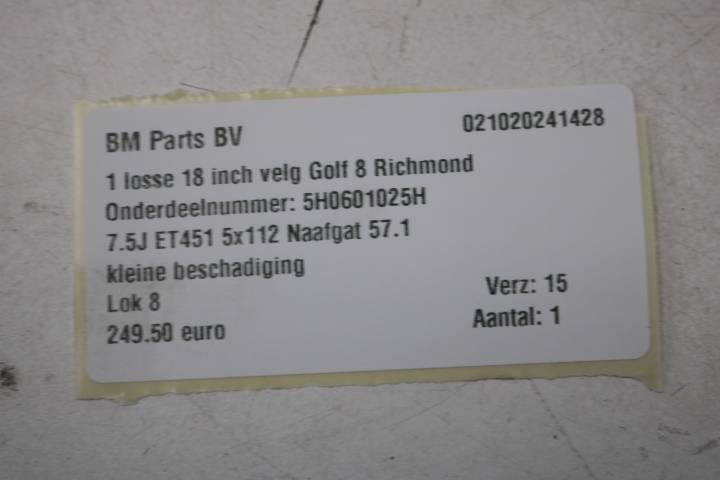 BM Parts BV 021020241428
1 losse 18 inch velg Golf 8 Richmond
Onderdeelnummer: 5H0601025H
7.5J ET451 5x112 Naafgat 57.1
kleine beschadiging
Lok 8 Verz: 15
249.50 euro Aantal: 1